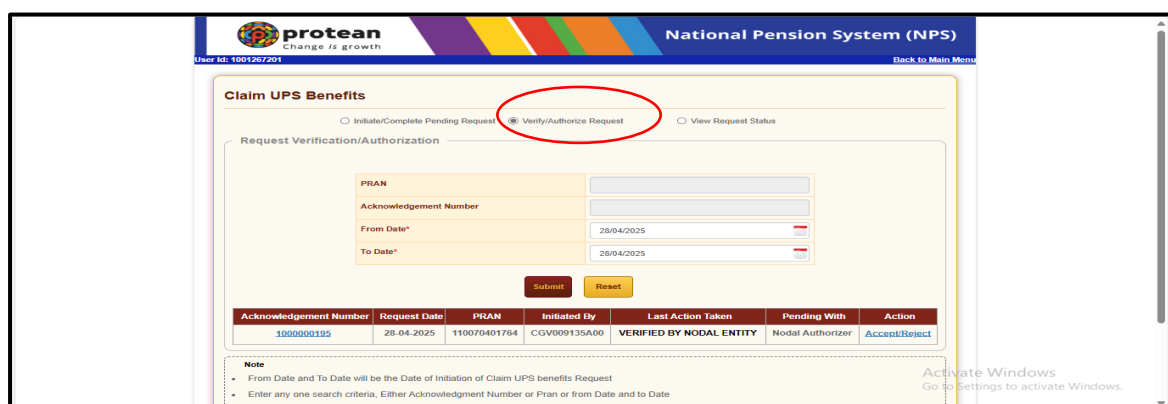 protean
Change is growth
National Pension System (NPS)
User Id: 1001267201
Back to Main Menu
Claim UPS Benefits
Initiate/Complete Pending Request
Verify/Authorize Request
View Request Status
Request Verification/Authorization
PRAN
Acknowledgement Number
From Date* 28/04/2025
To Date* 28/04/2025
Submit Reset
Acknowledgement Number Request Date PRAN Initiated By Last Action Taken Pending With Action
1000000195 28-04-2025 110070401764 CGV009135A00 VERIFIED BY NODAL ENTITY Nodal Authorizer Accept/Reject
Note
From Date and To Date will be the Date of Initiation of Claim UPS benefits Request
Enter any one search criteria, Either Acknowledgment Number or Pran or from Date and to Date
Activate Windows
Go to Settings to activate Windows.